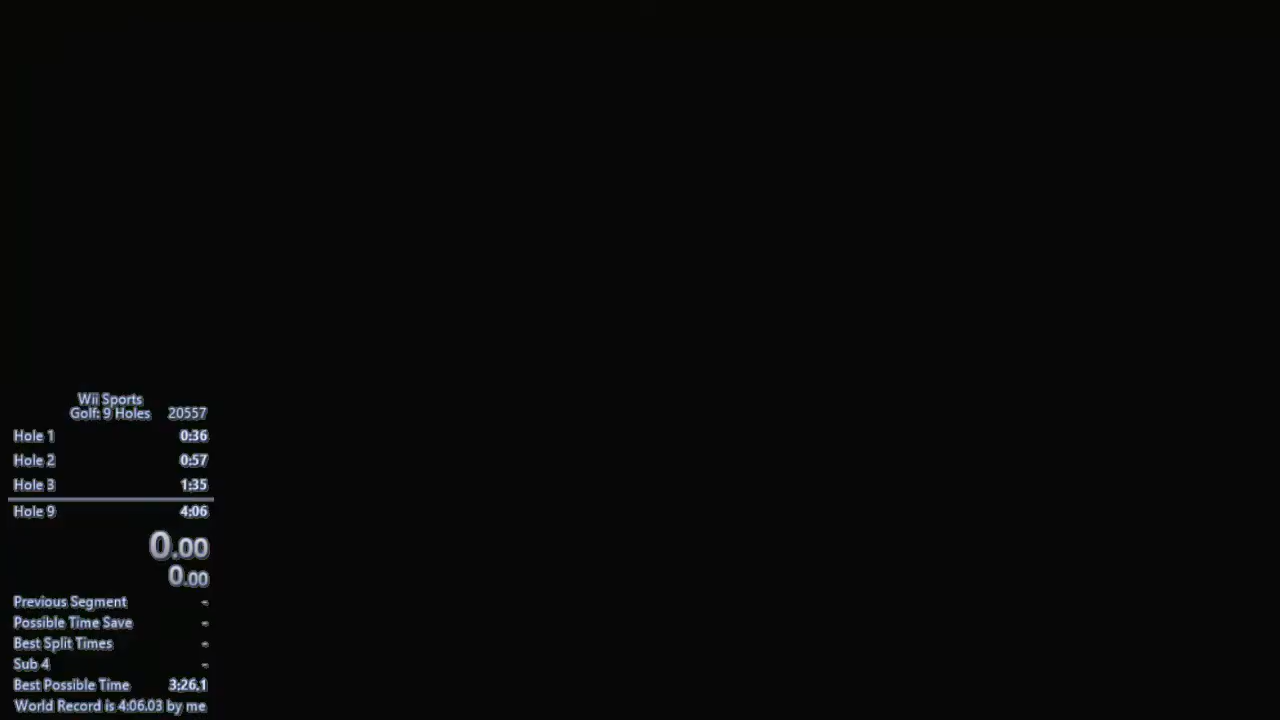 Wii Sports
Golf: 9 Holes 20557
Hole 1 0:36
Hole 2 0:57
Hole 3 1:35
Hole 9 4:06
0.00
0.00
Previous Segment -
Possible Time Save -
Best Split Times -
Sub 4 -
Best Possible Time 3:26.1
World Record is 4:06.03 by me